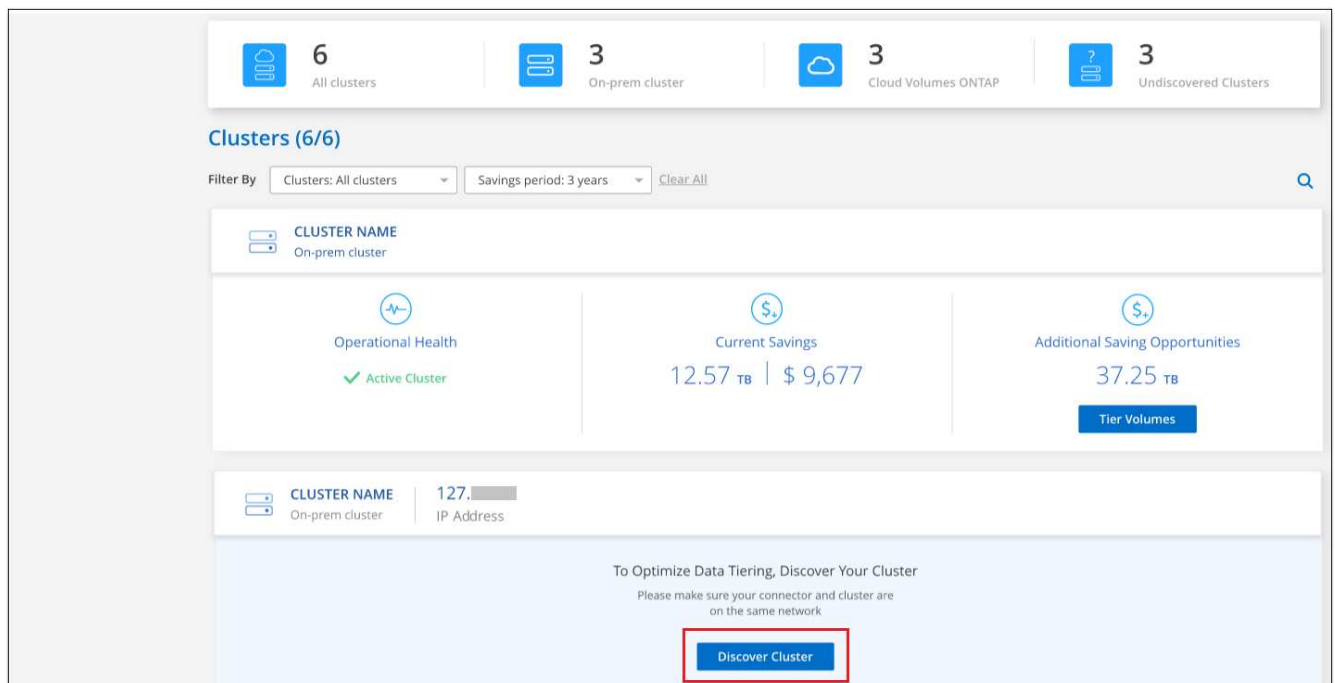 6
All clusters
3
On-prem cluster
3
Cloud Volumes ONTAP
?
3
Undiscovered Clusters
Clusters (6/6)
Filter By Clusters: All clusters Savings period: 3 years Clear All
CLUSTER NAME
On-prem cluster
Operational Health
Active Cluster
$
Current Savings
12.57 TB | $ 9,677
$+
Additional Saving Opportunities
37.25 TB
Tier Volumes
CLUSTER NAME
On-prem cluster
127.
IP Address
To Optimize Data Tiering, Discover Your Cluster
Please make sure your connector and cluster are
on the same network
Discover Cluster